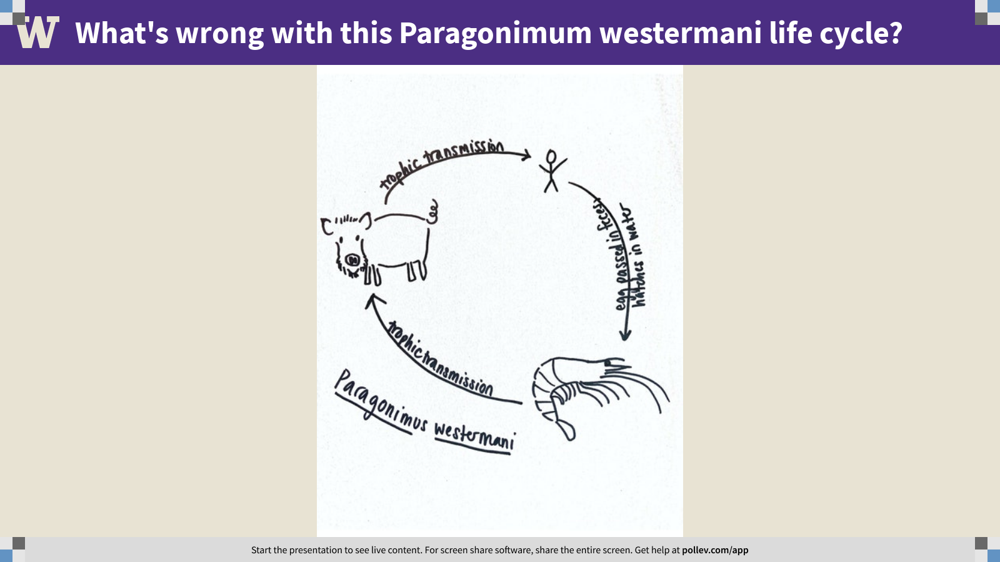 W What's wrong with this Paragonimum westermani life cycle?
trophic transmission
egg passed in feces,
hatches in water
trophic transmission
Paragonimus westermani
Start the presentation to see live content. For screen share software, share the entire screen. Get help at pollev.com/app